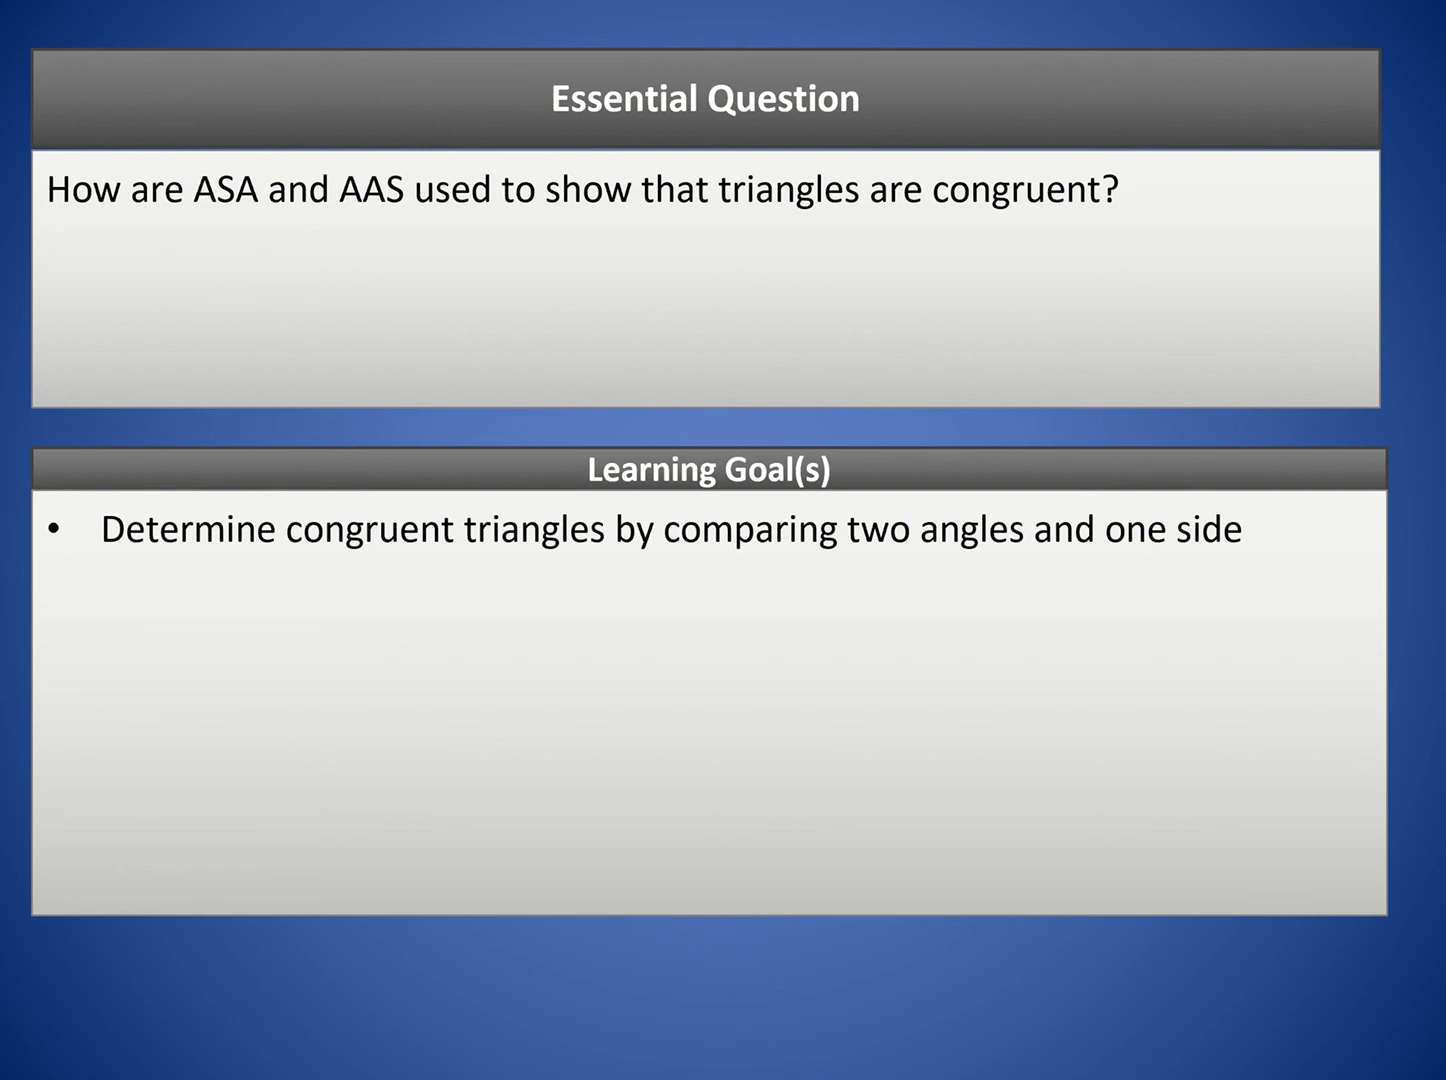 Essential Question
How are ASA and AAS used to show that triangles are congruent?
Learning Goal(s)
• Determine congruent triangles by comparing two angles and one side